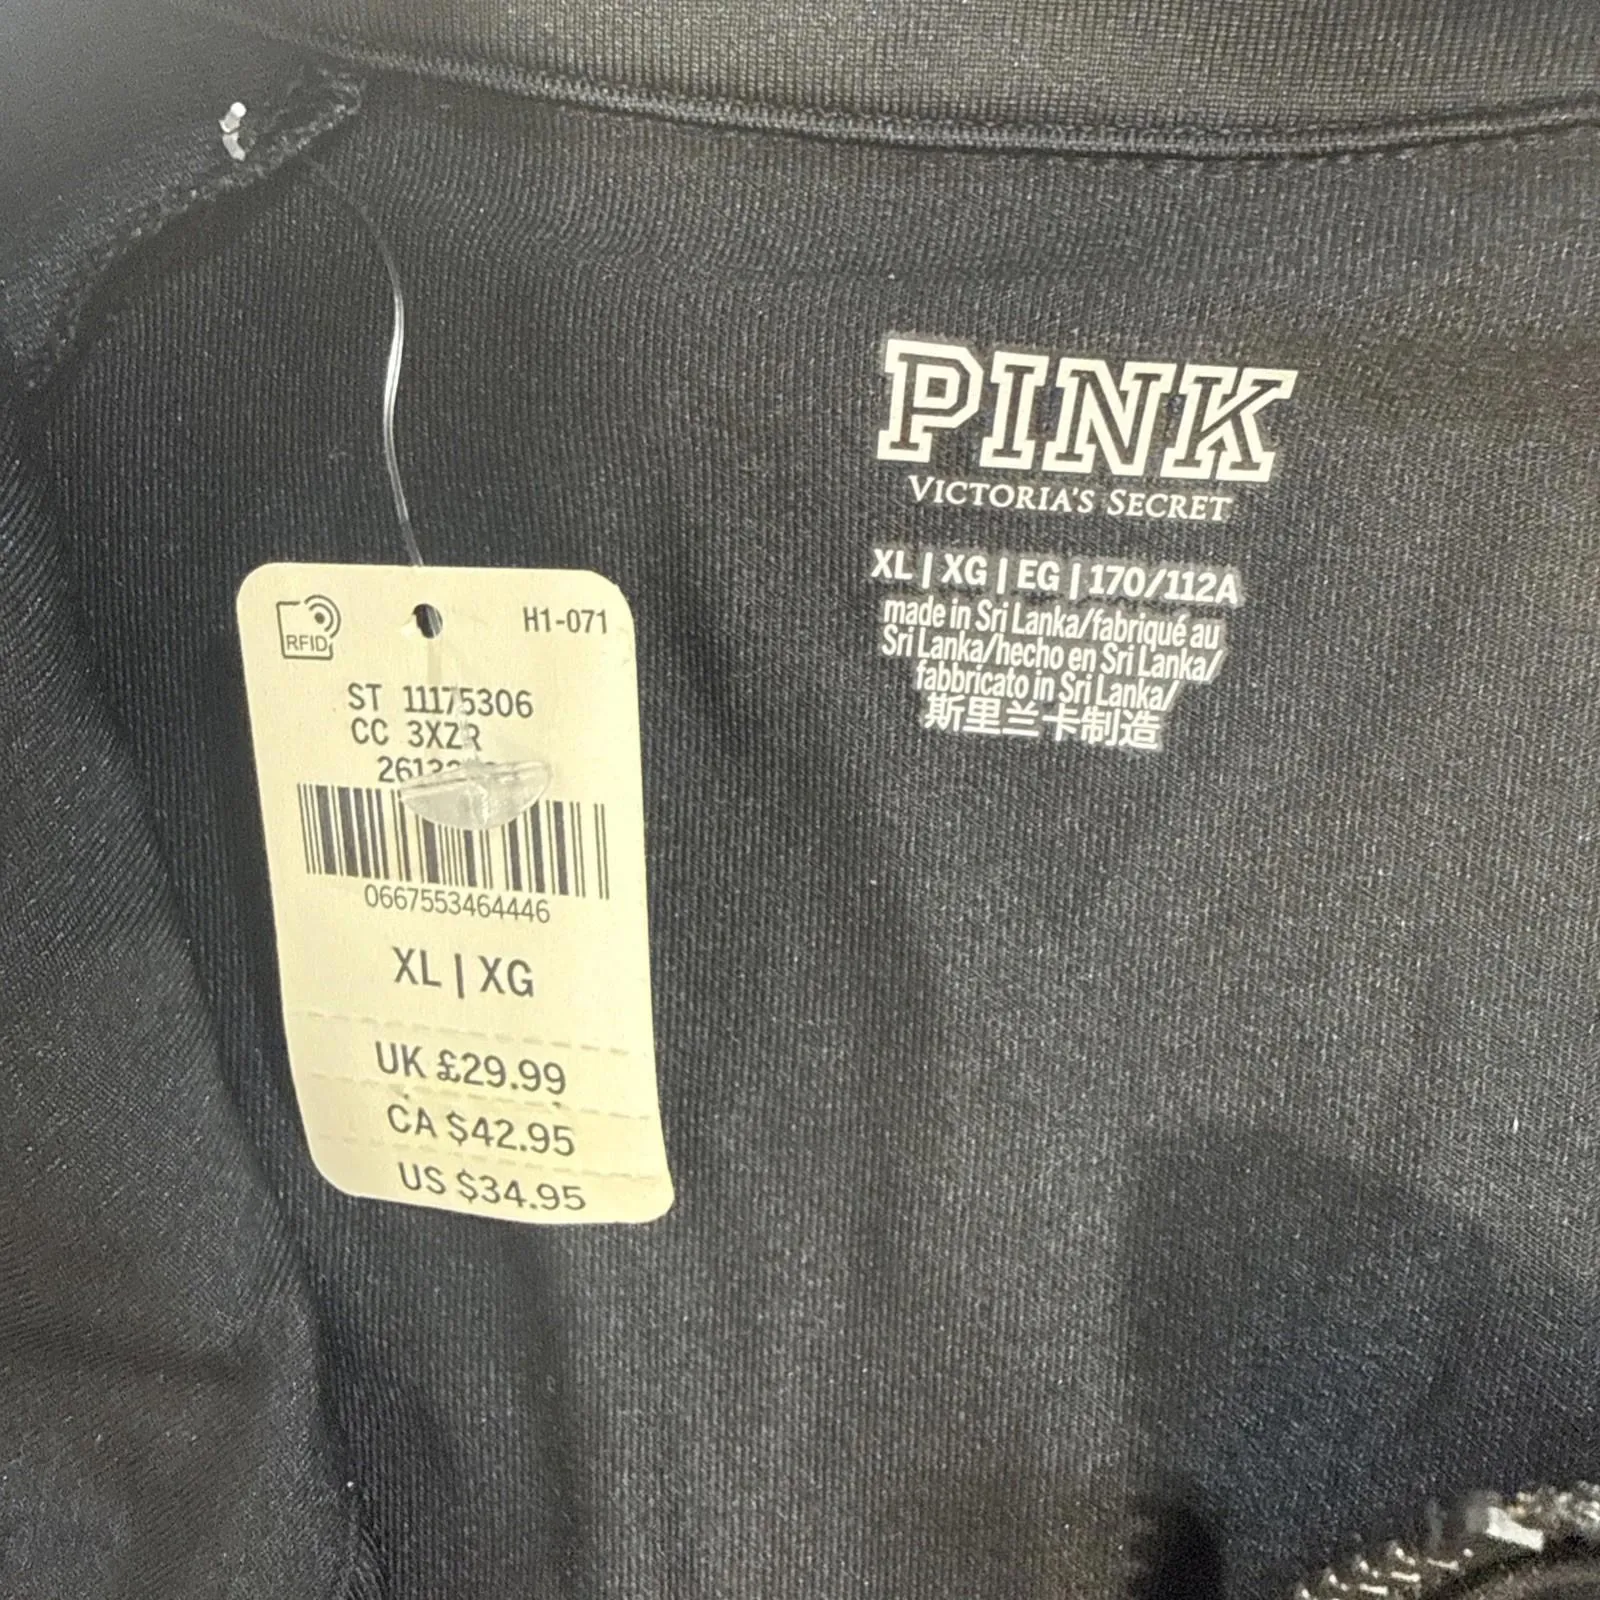 RFID
H1-071
ST 11175306
CC 3XZR
0667553464446
XL | XG
UK £29.99
CA $42.95
US $34.95
PINK
VICTORIA'S SECRET
XL | XG | EG | 170/112A
made in Sri Lanka/fabriqué au
Sri Lanka/hecho en Sri Lanka/
fabbricato in Sri Lanka/
斯里兰卡制造